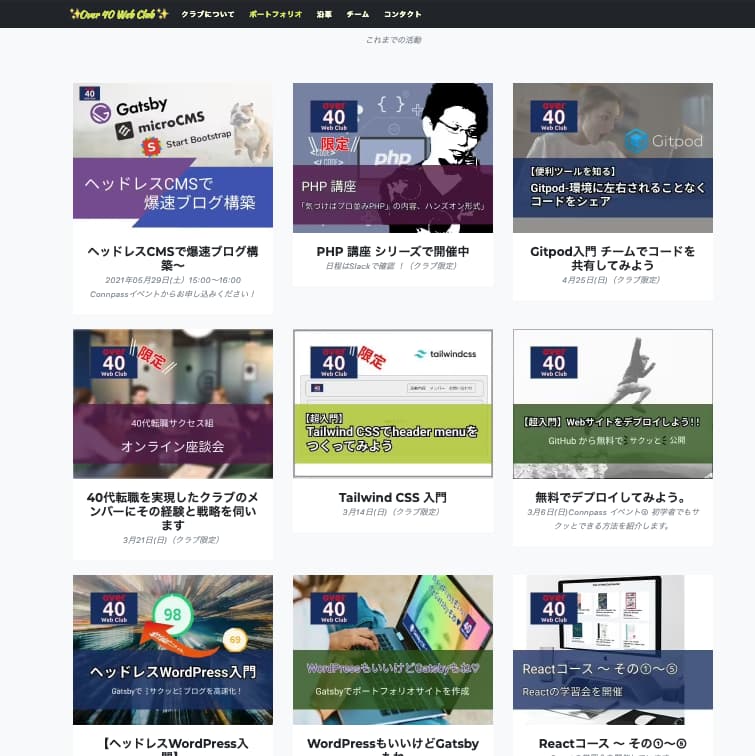 ✨Over 40 Web Club✨ クラブについて ポートフォリオ 沿革 チーム コンタクト
これまでの活動
40
Gatsby
microCMS
S Start Bootstrap
ヘッドレスCMSで
爆速ブログ構築
ヘッドレスCMSで爆速ブログ構
築〜
2021年05月29日(土）15:00〜16:00
Connpassイベントからお申し込みください！
over
40
Web Club
限定
{ }
<CODE>
php
PHP 講座
「気づけばプロ並みPHP」の内容、ハンズオン形式」
PHP 講座 シリーズで開催中
日程はSlackで確認 ！（クラブ限定）
over
40
Web Club
Gitpod
【便利ツールを知る】
Gitpod-環境に左右されることなく
コードをシェア
Gitpod入門 チームでコードを
共有してみよう
4月25日(日)（クラブ限定）
over
40
Web Club
限定
40代転職サクセス組
オンライン座談会
40代転職を実現したクラブのメ
ンバーにその経験と戦略を伺い
ます
3月21日(日)（クラブ限定）
over
40
Web Club
限定
tailwindcss
【超入門】
Tailwind CSSでheader menuを
つくってみよう
Tailwind CSS 入門
3月14日(日)（クラブ限定）
over
40
Web Club
【超入門】Webサイトをデプロイしよう!!
GitHub から無料で サクッと 公開
無料でデプロイしてみよう。
3月6日(日)Connpass イベント② 初学者でもサ
クッとできる方法を紹介します。
over
40
Web Club
98
69
ヘッドレスWordPress入門
Gatsbyで サクッと ブログを高速化！
【ヘッドレスWordPress入
over
40
Web Club
WordPressもいいけどGatsbyもね♡
Gatsbyでポートフォリオサイトを作成
WordPressもいいけどGatsby
もね
over
40
Web Club
Reactコース 〜 その①〜⑤
Reactの学習会を開催
Reactコース 〜 その①〜⑤